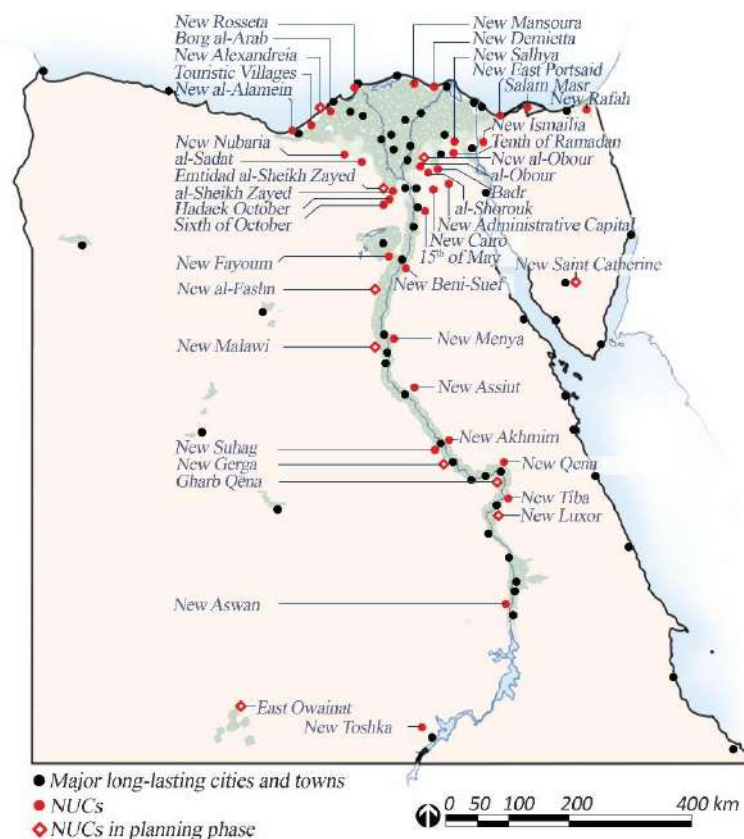 New Rosseta
Borg al-Arab
New Alexandreia
Touristic Villages
New al-Alamein
New Mansoura
New Demietta
New Salhya
New East Portsaid
Salam Masr
New Rafah
New Nubaria
al-Sadat
Emtidad al-Sheikh Zayed
al-Sheikh Zayed
Hadaek October
Sixth of October
New Ismailia
Tenth of Ramadan
New al-Obour
al-Obour
Badr
al-Shorouk
New Administrative Capital
New Cairo
15th of May
New Saint Catherine
New Fayoum
New Beni-Suef
New al-Fashn
New Malawi
New Menya
New Assiut
New Suhag
New Akhmim
New Gerga
New Qena
Gharb Qena
New Tiba
New Luxor
New Aswan
East Owainat
New Toshka
Major long-lasting cities and towns
NUCs
NUCs in planning phase
0 50 100 200 400 km